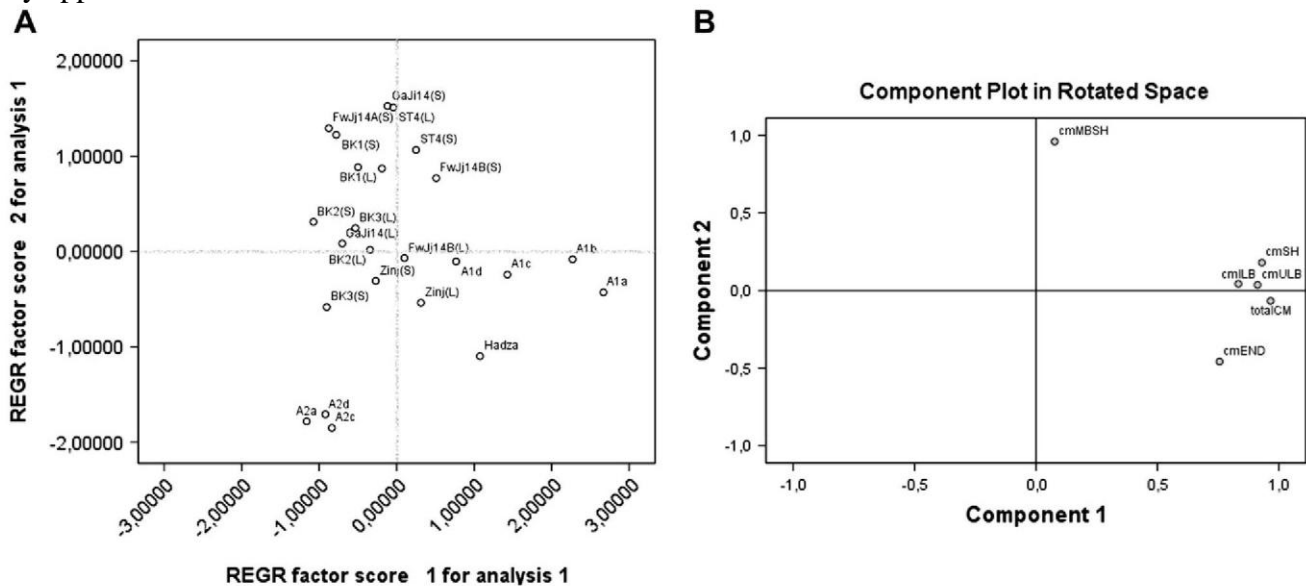 A
B
2,00000
1,00000
0,00000
-1,00000
-2,00000
REGR factor score 2 for analysis 1
GaJi14(S)
FwJj14A(S)
ST4(L)
BK1(S)
ST4(S)
BK1(L)
FwJj14B(S)
BK2(S)
BK3(L)
GaJi14(L)
BK2(L)
FwJj14B(L)
A1b
Zinj(S)
A1d
A1c
A1a
BK3(S)
Zinj(L)
Hadza
A2a
A2d
A2c
-3,00000
-2,00000
-1,00000
0,00000
1,00000
2,00000
3,00000
REGR factor score 1 for analysis 1
Component Plot in Rotated Space
1,0
0,5
0,0
-0,5
-1,0
Component 2
cmMBSH
cmSH
cmILB
cmULB
totalCM
cmEND
-1,0
-0,5
0,0
0,5
1,0
Component 1